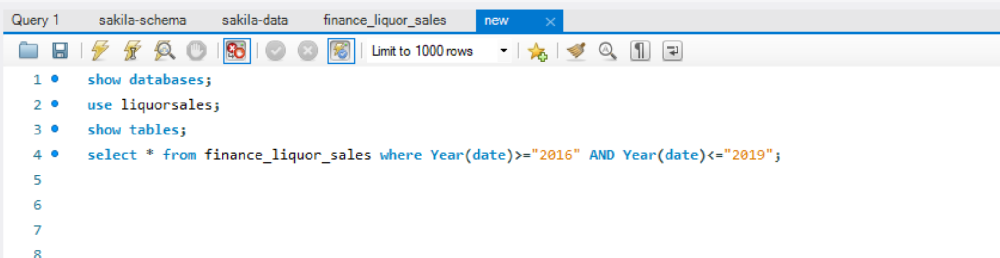 Query 1 sakila-schema sakila-data finance_liquor_sales new
Limit to 1000 rows
1 show databases;
2 use liquorsales;
3 show tables;
4 select * from finance_liquor_sales where Year(date)>="2016" AND Year(date)<="2019";
5
6
7
8